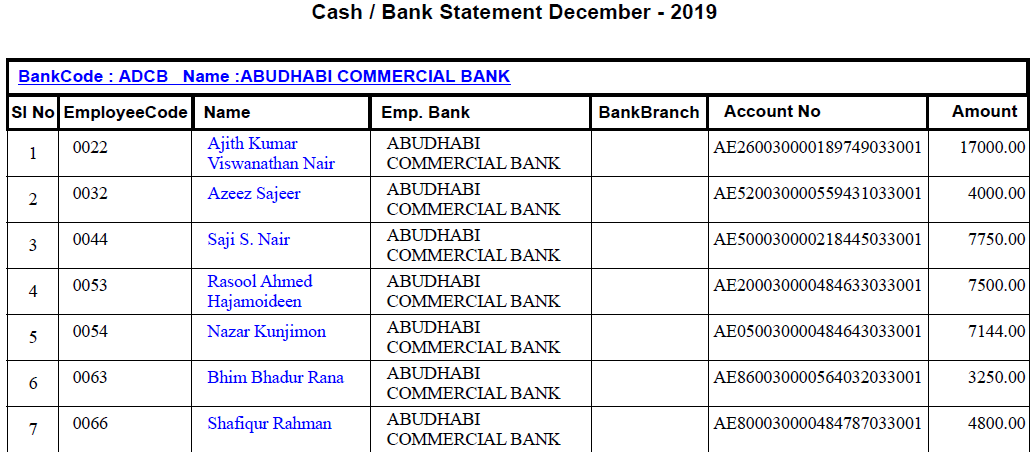 Cash / Bank Statement December - 2019
BankCode : ADCB Name :ABUDHABI COMMERCIAL BANK
Sl No EmployeeCode Name Emp. Bank BankBranch Account No Amount
1 0022 Ajith Kumar Viswanathan Nair ABUDHABI COMMERCIAL BANK AE260030000189749033001 17000.00
2 0032 Azeez Sajeer ABUDHABI COMMERCIAL BANK AE520030000559431033001 4000.00
3 0044 Saji S. Nair ABUDHABI COMMERCIAL BANK AE500030000218445033001 7750.00
4 0053 Rasool Ahmed Hajamoideen ABUDHABI COMMERCIAL BANK AE200030000484633033001 7500.00
5 0054 Nazar Kunjimon ABUDHABI COMMERCIAL BANK AE050030000484643033001 7144.00
6 0063 Bhim Bhadur Rana ABUDHABI COMMERCIAL BANK AE860030000564032033001 3250.00
7 0066 Shafiqur Rahman ABUDHABI COMMERCIAL BANK AE800030000484787033001 4800.00